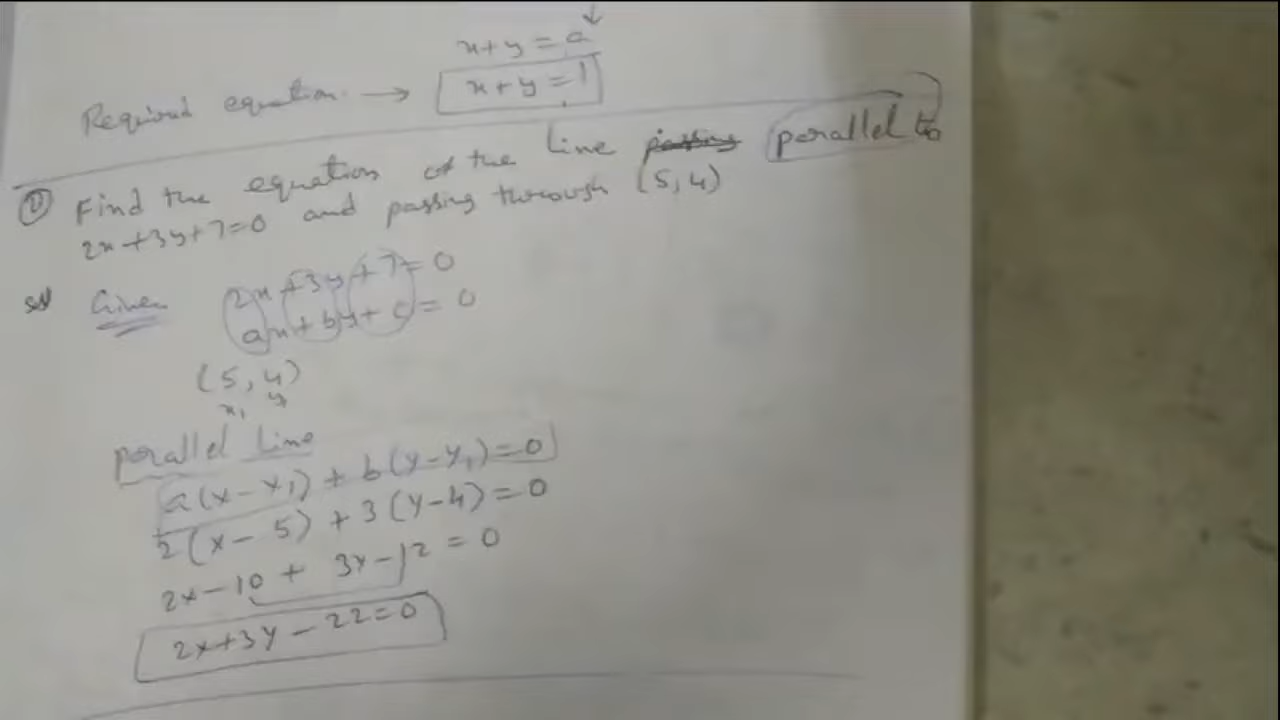 x+y=a
Required equation → x+y=1
Find the equation of the line passing parallel to
2x+3y+7=0 and passing through (5,4)
Sol Given 2x+3y+7=0
ax+by+c=0
(5,4)
x₁ y₁
parallel Line
a(x-x₁)+b(y-y₁)=0
2(x-5)+3(y-4)=0
2x-10+3y-12=0
2x+3y-22=0